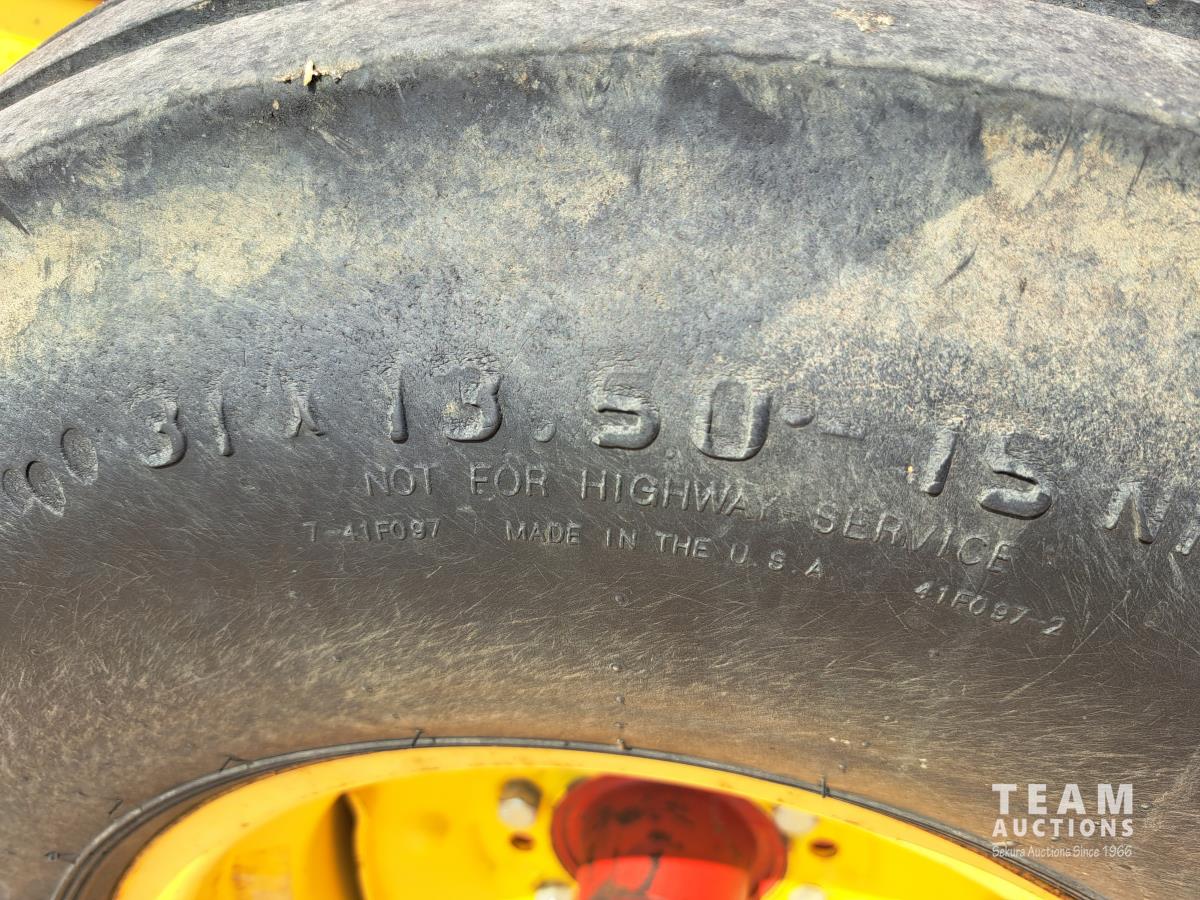 31 X 13.50-15
NOT FOR HIGHWAY SERVICE
7-41F097 MADE IN THE U.S.A 41F097-2
TEAM
AUCTIONS
Sekura Auctions Since 1966